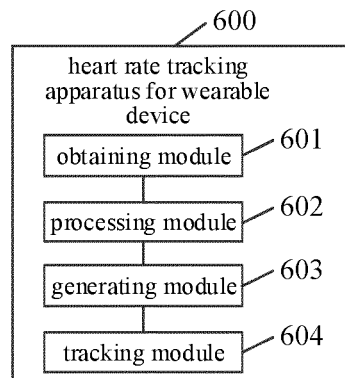 600
heart rate tracking
apparatus for wearable
device
obtaining module
601
processing module
602
generating module
603
tracking module
604